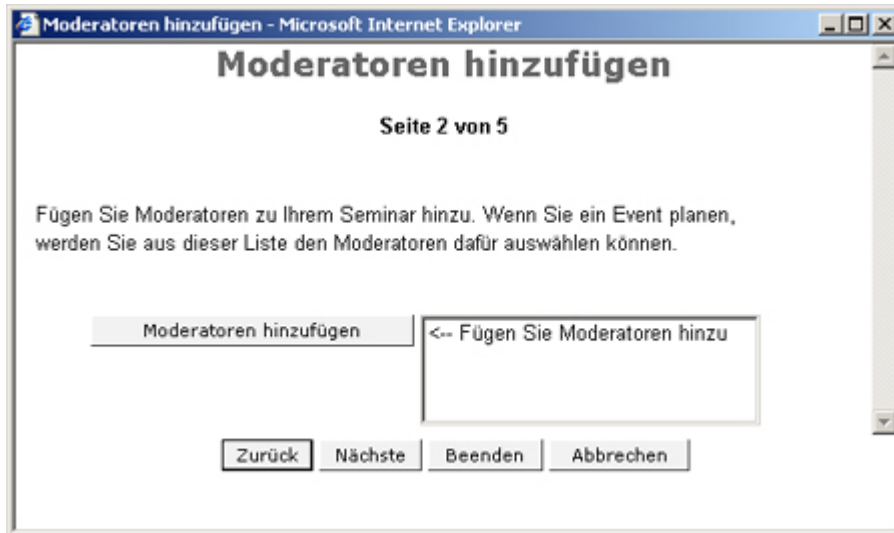 Moderatoren hinzufügen - Microsoft Internet Explorer
Moderatoren hinzufügen
Seite 2 von 5
Fügen Sie Moderatoren zu Ihrem Seminar hinzu. Wenn Sie ein Event planen,
werden Sie aus dieser Liste den Moderatoren dafür auswählen können.
Moderatoren hinzufügen <-- Fügen Sie Moderatoren hinzu
Zurück Nächste Beenden Abbrechen